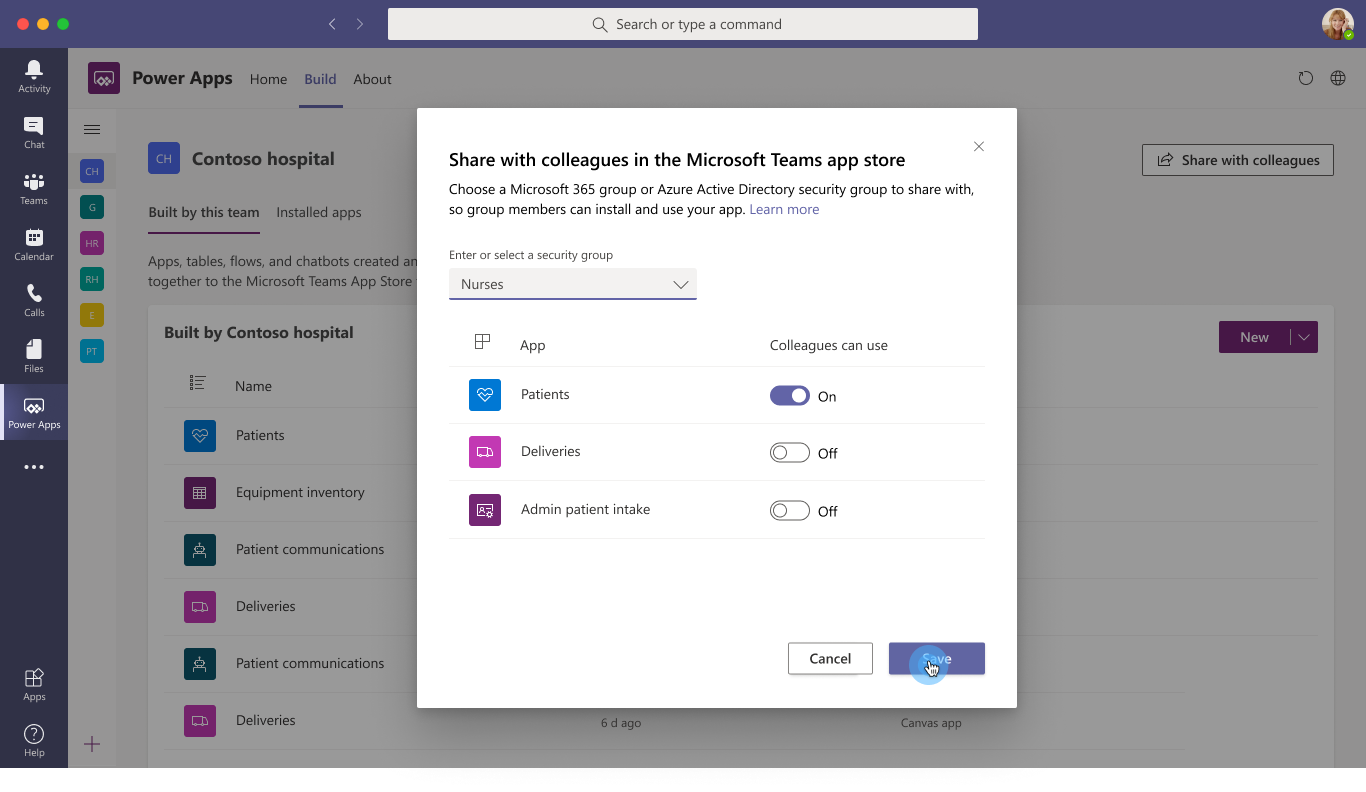 Search or type a command
Activity
Chat
Teams
Calendar
Calls
Files
Power Apps
Apps
Help
Power Apps
Home
Build
About
CH
G
HR
RH
E
PT
CH
Contoso hospital
Share with colleagues
Built by this team
Installed apps
Apps, tables, flows, and chatbots created
together to the Microsoft Teams App Store
Built by Contoso hospital
New
Name
Patients
Equipment inventory
Patient communications
Deliveries
Patient communications
Deliveries
6 d ago
Canvas app
Share with colleagues in the Microsoft Teams app store
Choose a Microsoft 365 group or Azure Active Directory security group to share with,
so group members can install and use your app. Learn more
Enter or select a security group
Nurses
App
Colleagues can use
Patients
On
Deliveries
Off
Admin patient intake
Off
Cancel
Save